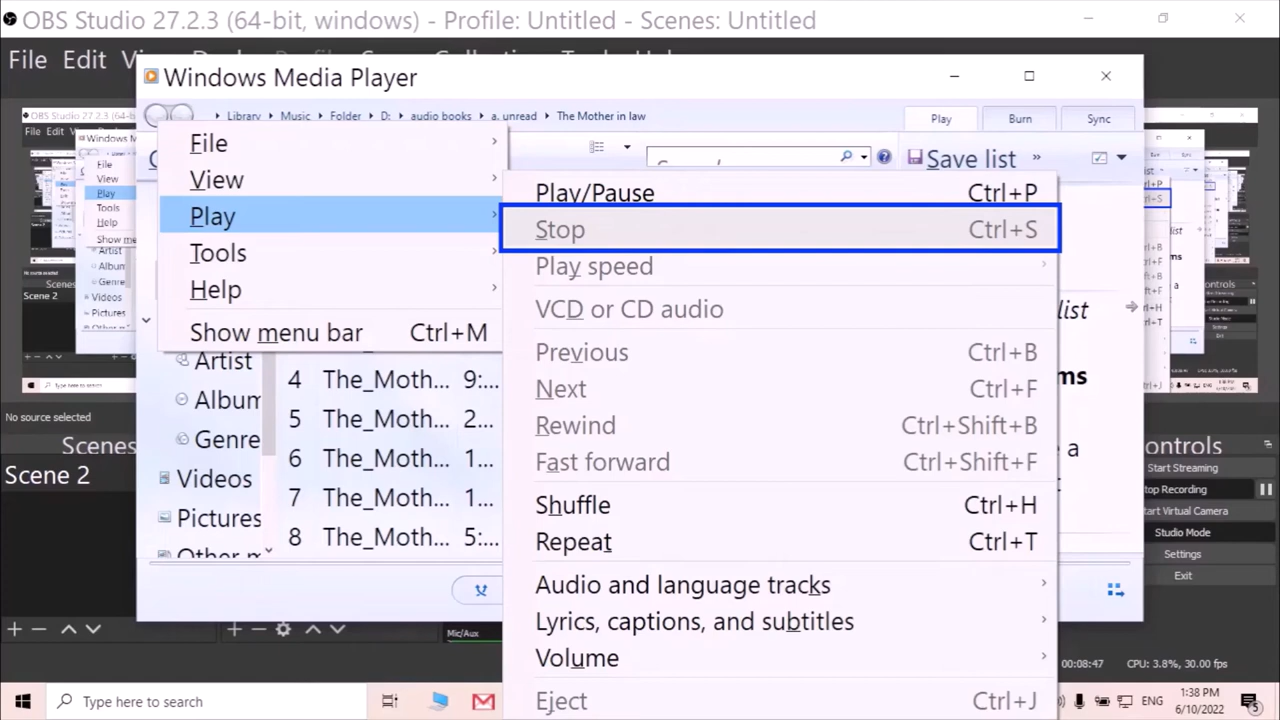 OBS Studio 27.2.3 (64-bit, windows) - Profile: Untitled - Scenes: Untitled
File Edit
Windows Media Player
Library Music Folder D: audio books a. unread The Mother in law
Play Burn Sync
Save list »
File
View
Play
Tools
Help
Show menu bar Ctrl+M
Play/Pause Ctrl+P
Stop Ctrl+S
Play speed
VCD or CD audio
Previous Ctrl+B
Next Ctrl+F
Rewind Ctrl+Shift+B
Fast forward Ctrl+Shift+F
Shuffle Ctrl+H
Repeat Ctrl+T
Audio and language tracks
Lyrics, captions, and subtitles
Volume
Eject Ctrl+J
Artist
Album
Genre
Videos
Pictures
4 The_Moth... 9:...
5 The_Moth... 2...
6 The_Moth... 1...
7 The_Moth... 1...
8 The_Moth... 5:...
No source selected
Scenes
Scene 2
Start Streaming
top Recording
tart Virtual Camera
Studio Mode
Settings
Exit
Mic/Aux
00:08:47 CPU: 3.8%, 30.00 fps
Type here to search
ENG
1:38 PM
6/10/2022
5